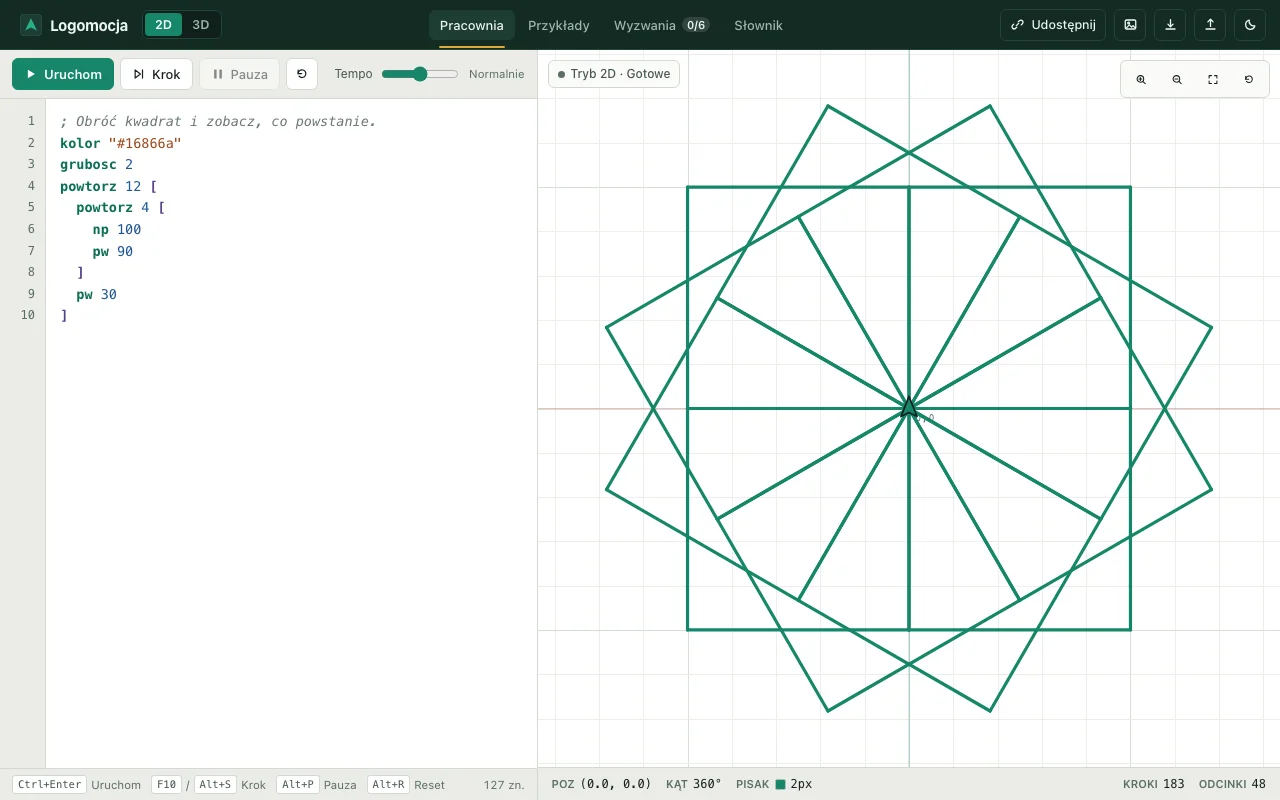 Logomocja 2D 3D Pracownia Przykłady Wyzwania 0/6 Słownik Udostępnij
Uruchom Krok Pauza Tempo Normalnie
Tryb 2D · Gotowe
1 ; Obróć kwadrat i zobacz, co powstanie.
2 kolor "#16866a"
3 grubosc 2
4 powtorz 12 [
5 powtorz 4 [
6 np 100
7 pw 90
8 ]
9 pw 30
10 ]
Ctrl+Enter Uruchom F10 / Alt+S Krok Alt+P Pauza Alt+R Reset 127 zn.
POZ (0.0, 0.0) KĄT 360° PISAK 2px KROKI 183 ODCINKI 48